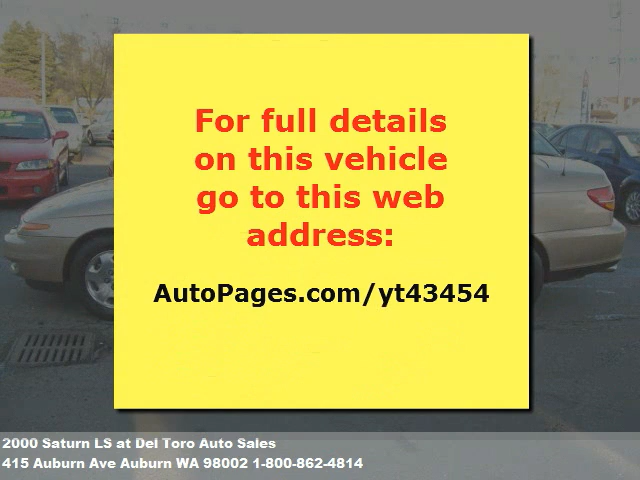 For full details
on this vehicle
go to this web
address:
AutoPages.com/yt43454
2000 Saturn LS at Del Toro Auto Sales
415 Auburn Ave Auburn WA 98002 1-800-862-4814